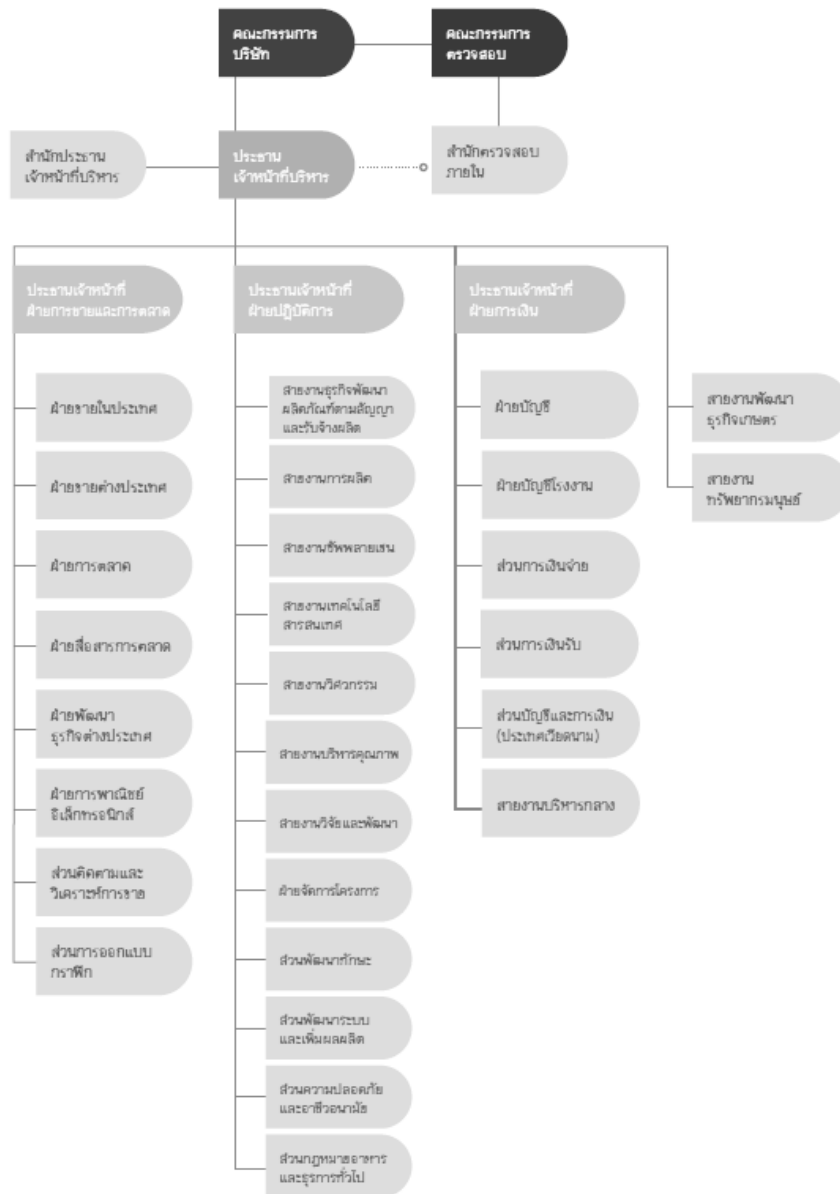 คณะกรรมการ
บริษัท
คณะกรรมการ
ตรวจสอบ
สำนักประธาน
เจ้าหน้าที่บริหาร
ประธาน
เจ้าหน้าที่บริหาร
สำนักตรวจสอบ
ภายใน
ประธานเจ้าหน้าที่
ฝ่ายการขายและการตลาด
ฝ่ายขายในประเทศ
ฝ่ายขายต่างประเทศ
ฝ่ายการตลาด
ฝ่ายสื่อสารการตลาด
ฝ่ายพัฒนา
ธุรกิจต่างประเทศ
ฝ่ายการพาณิชย์
อิเล็กทรอนิกส์
ส่วนติดตามและ
วิเคราะห์การขาย
ส่วนการออกแบบ
กราฟิก
ประธานเจ้าหน้าที่
ฝ่ายปฏิบัติการ
สายงานธุรกิจพัฒนา
ผลิตภัณฑ์ตามสัญญา
และรับจ้างผลิต
สายงานการผลิต
สายงานซัพพลายเชน
สายงานเทคโนโลยี
สารสนเทศ
สายงานวิศวกรรม
สายงานบริหารคุณภาพ
สายงานวิจัยและพัฒนา
ฝ่ายจัดการโครงการ
ส่วนพัฒนาทักษะ
ส่วนพัฒนาระบบ
และเพิ่มผลผลิต
ส่วนความปลอดภัย
และอาชีวอนามัย
ส่วนกฎหมายอาหาร
และธุรการทั่วไป
ประธานเจ้าหน้าที่
ฝ่ายการเงิน
ฝ่ายบัญชี
ฝ่ายบัญชีโรงงาน
ส่วนการเงินจ่าย
ส่วนการเงินรับ
ส่วนบัญชีและการเงิน
(ประเทศเวียดนาม)
สายงานบริหารกลาง
สายงานพัฒนา
ธุรกิจเกษตร
สายงาน
ทรัพยากรมนุษย์